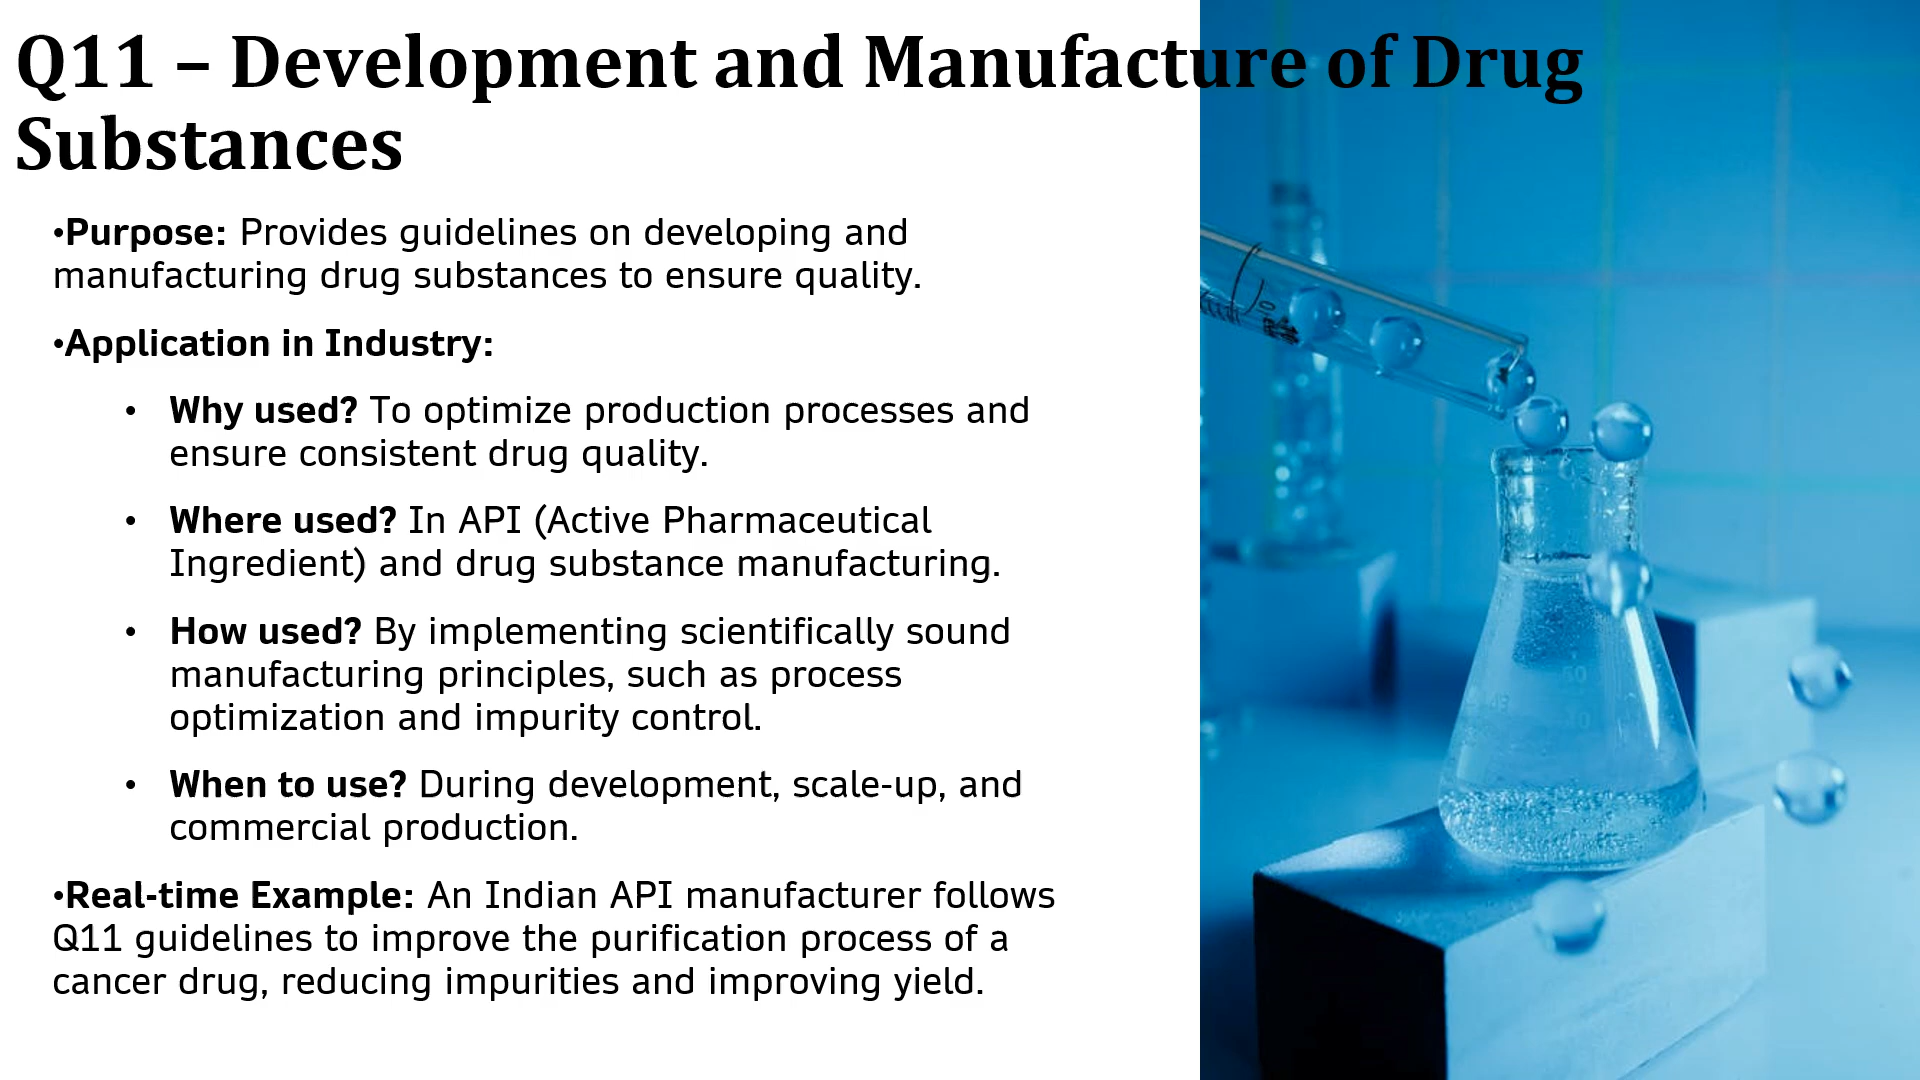 Q11 – Development and Manufacture of Drug
Substances
•Purpose: Provides guidelines on developing and
manufacturing drug substances to ensure quality.
•Application in Industry:
• Why used? To optimize production processes and
ensure consistent drug quality.
• Where used? In API (Active Pharmaceutical
Ingredient) and drug substance manufacturing.
• How used? By implementing scientifically sound
manufacturing principles, such as process
optimization and impurity control.
• When to use? During development, scale-up, and
commercial production.
•Real-time Example: An Indian API manufacturer follows
Q11 guidelines to improve the purification process of a
cancer drug, reducing impurities and improving yield.